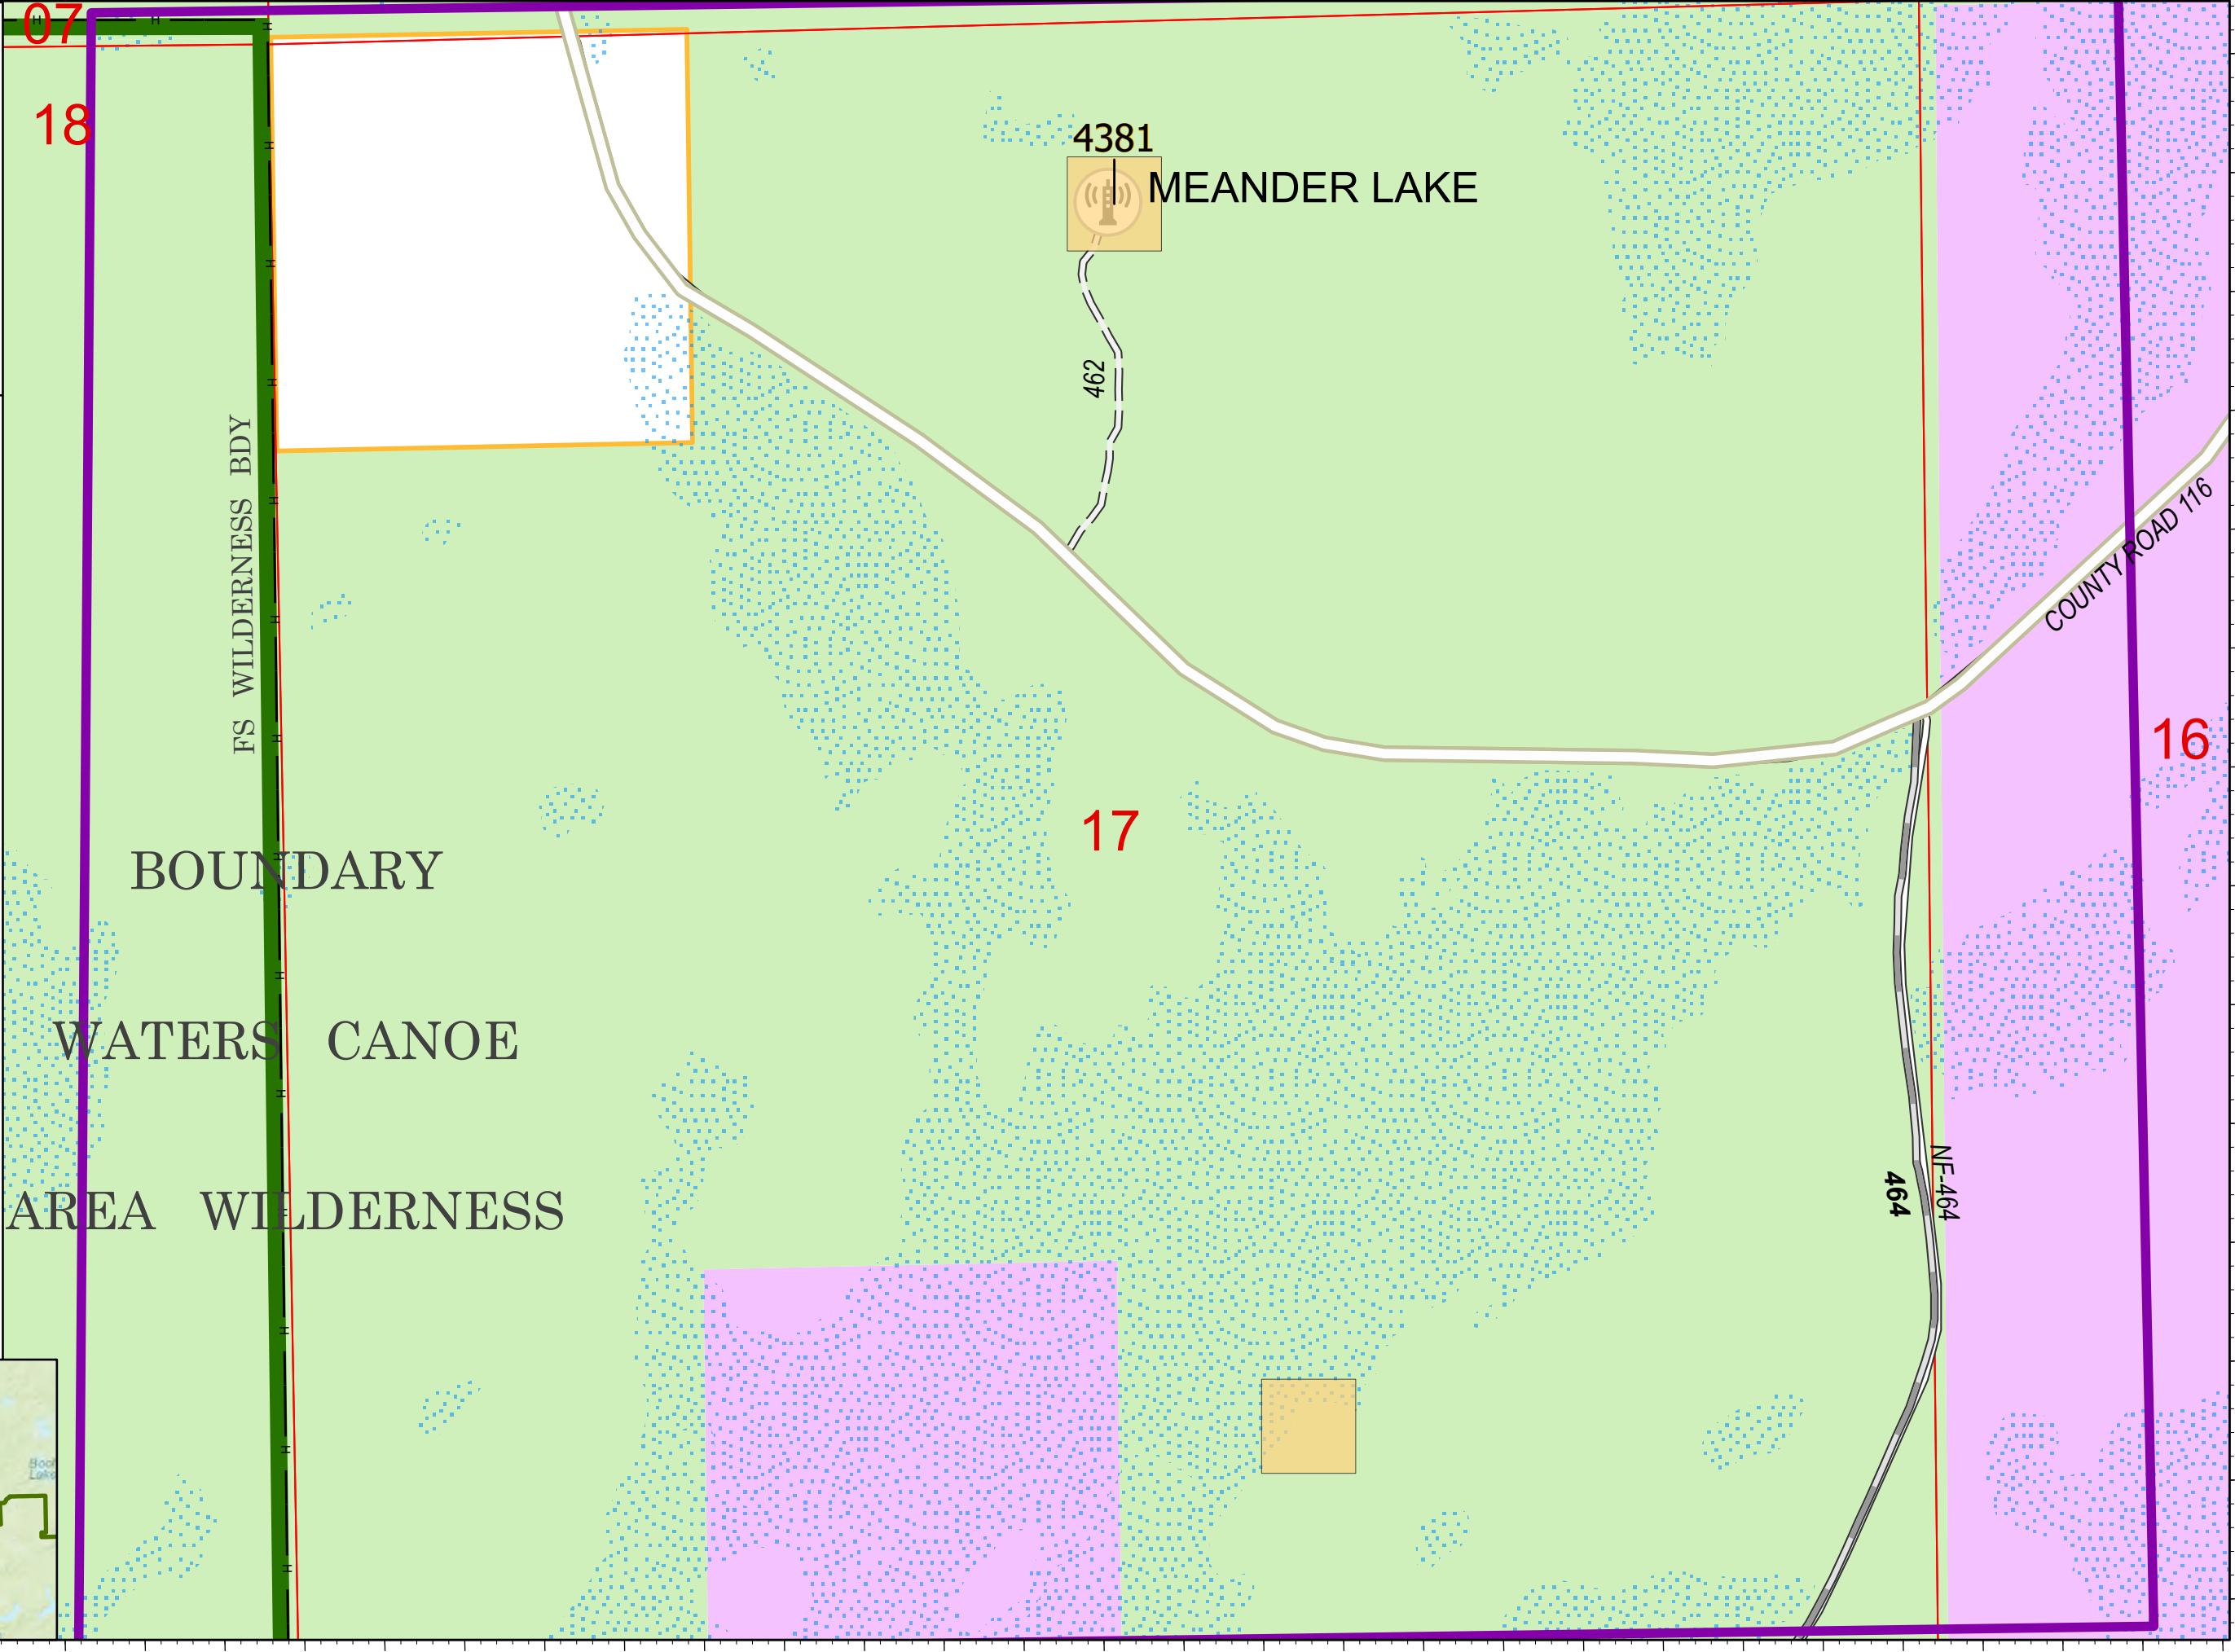 07
18
4381
MEANDER LAKE
462
FS WILDERNESS BDY
COUNTY ROAD 116
16
17
BOUNDARY
WATERS CANOE
AREA WILDERNESS
464
NF-464
Lake